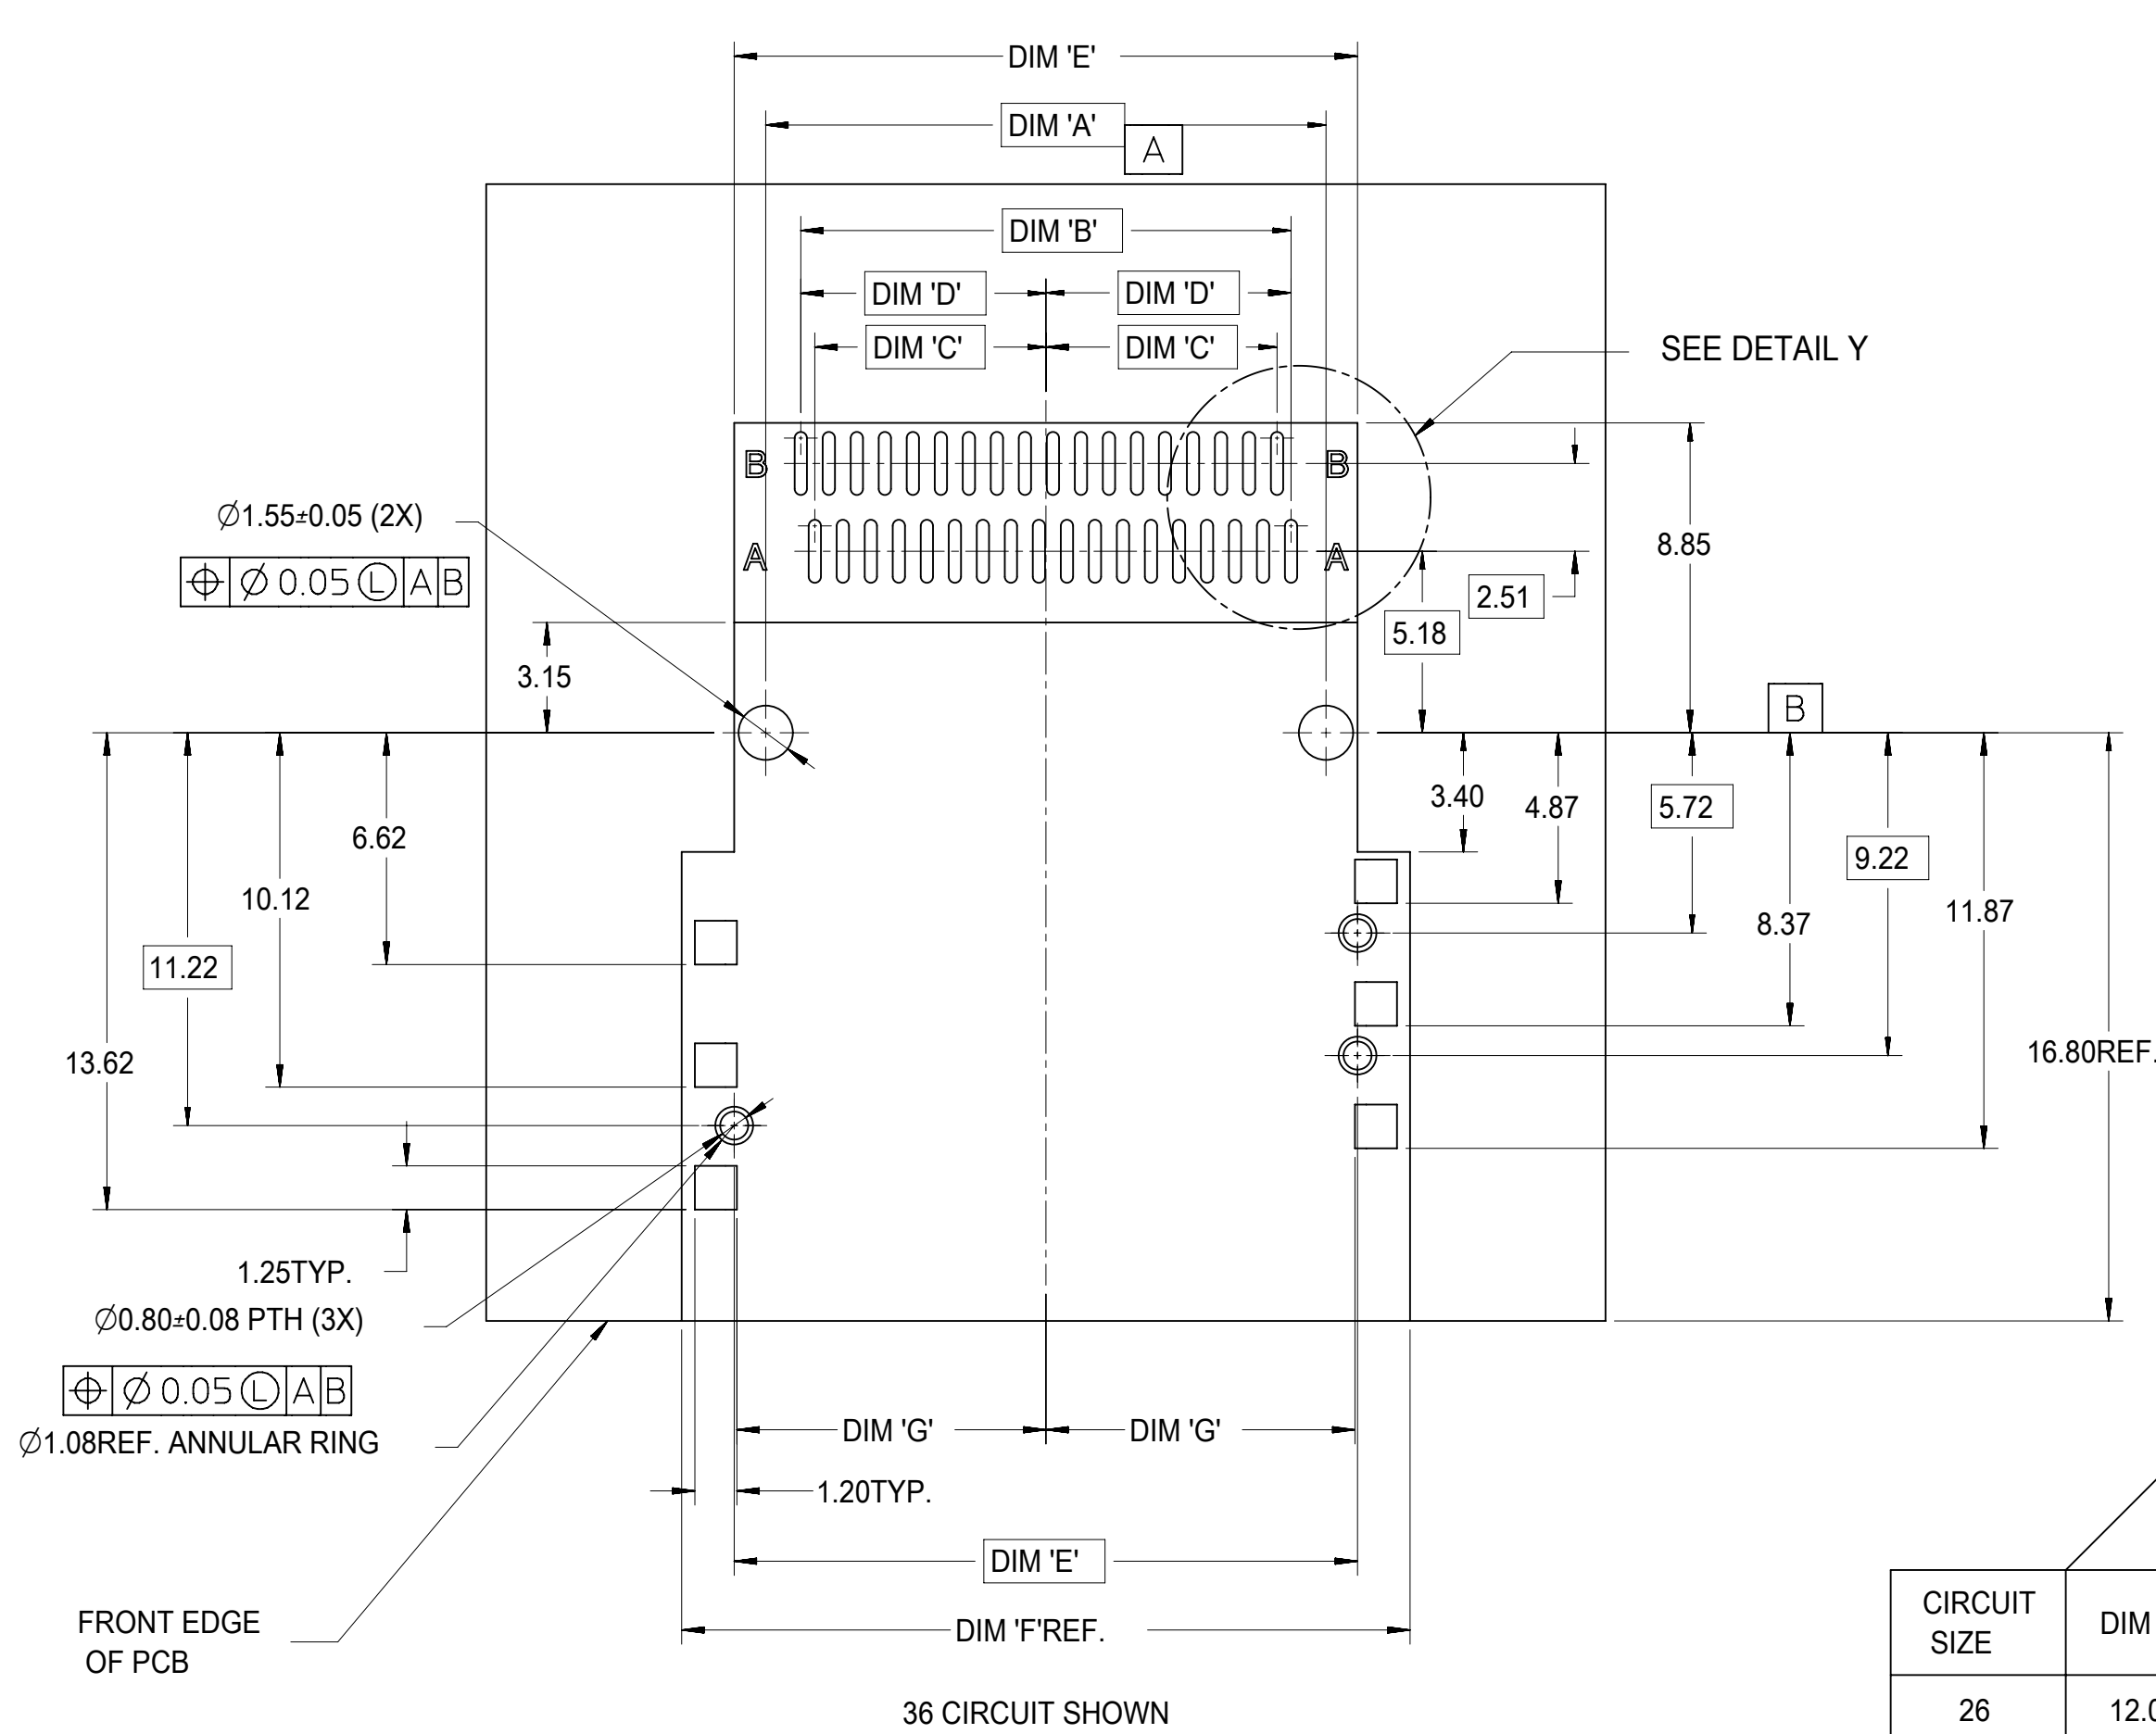 DIM 'E'
DIM 'A'
A
DIM 'B'
DIM 'D' DIM 'D'
DIM 'C' DIM 'C'
SEE DETAIL Y
B B
A A
Ø1.55±0.05 (2X)
⌖ Ø 0.05 Ⓛ A B
8.85
2.51
5.18
3.15
B
3.40
4.87
5.72
6.62
9.22
10.12
8.37
11.87
11.22
13.62
16.80REF.
1.25TYP.
Ø0.80±0.08 PTH (3X)
⌖ Ø 0.05 Ⓛ A B
Ø1.08REF. ANNULAR RING
DIM 'G' DIM 'G'
1.20TYP.
DIM 'E'
DIM 'F'REF.
FRONT EDGE
OF PCB
36 CIRCUIT SHOWN
CIRCUIT
SIZE
DIM
26 12.0